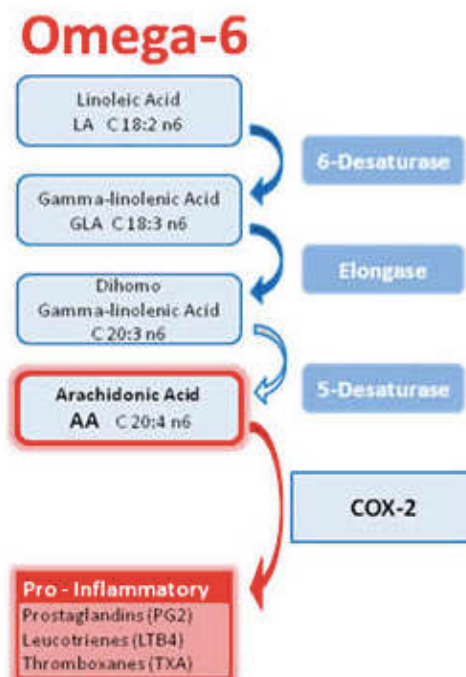 Omega-6
Linoleic Acid
LA C 18:2 n6
6-Desaturase
Gamma-linolenic Acid
GLA C 18:3 n6
Elongase
Dihomo
Gamma-linolenic Acid
C 20:3 n6
5-Desaturase
Arachidonic Acid
AA C 20:4 n6
COX-2
Pro - Inflammatory
Prostaglandins (PG2)
Leucotrienes (LTB4)
Thromboxanes (TXA)